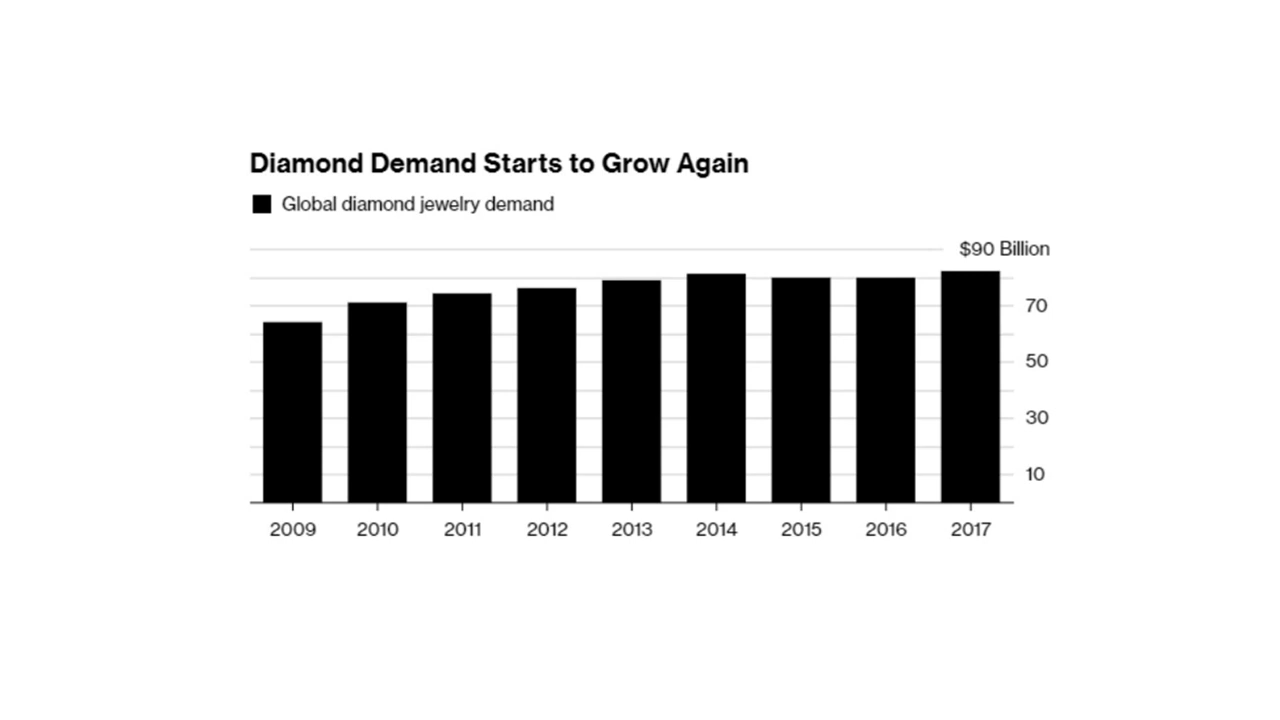 Diamond Demand Starts to Grow Again
Global diamond jewelry demand
$90 Billion
70
50
30
10
2009 2010 2011 2012 2013 2014 2015 2016 2017